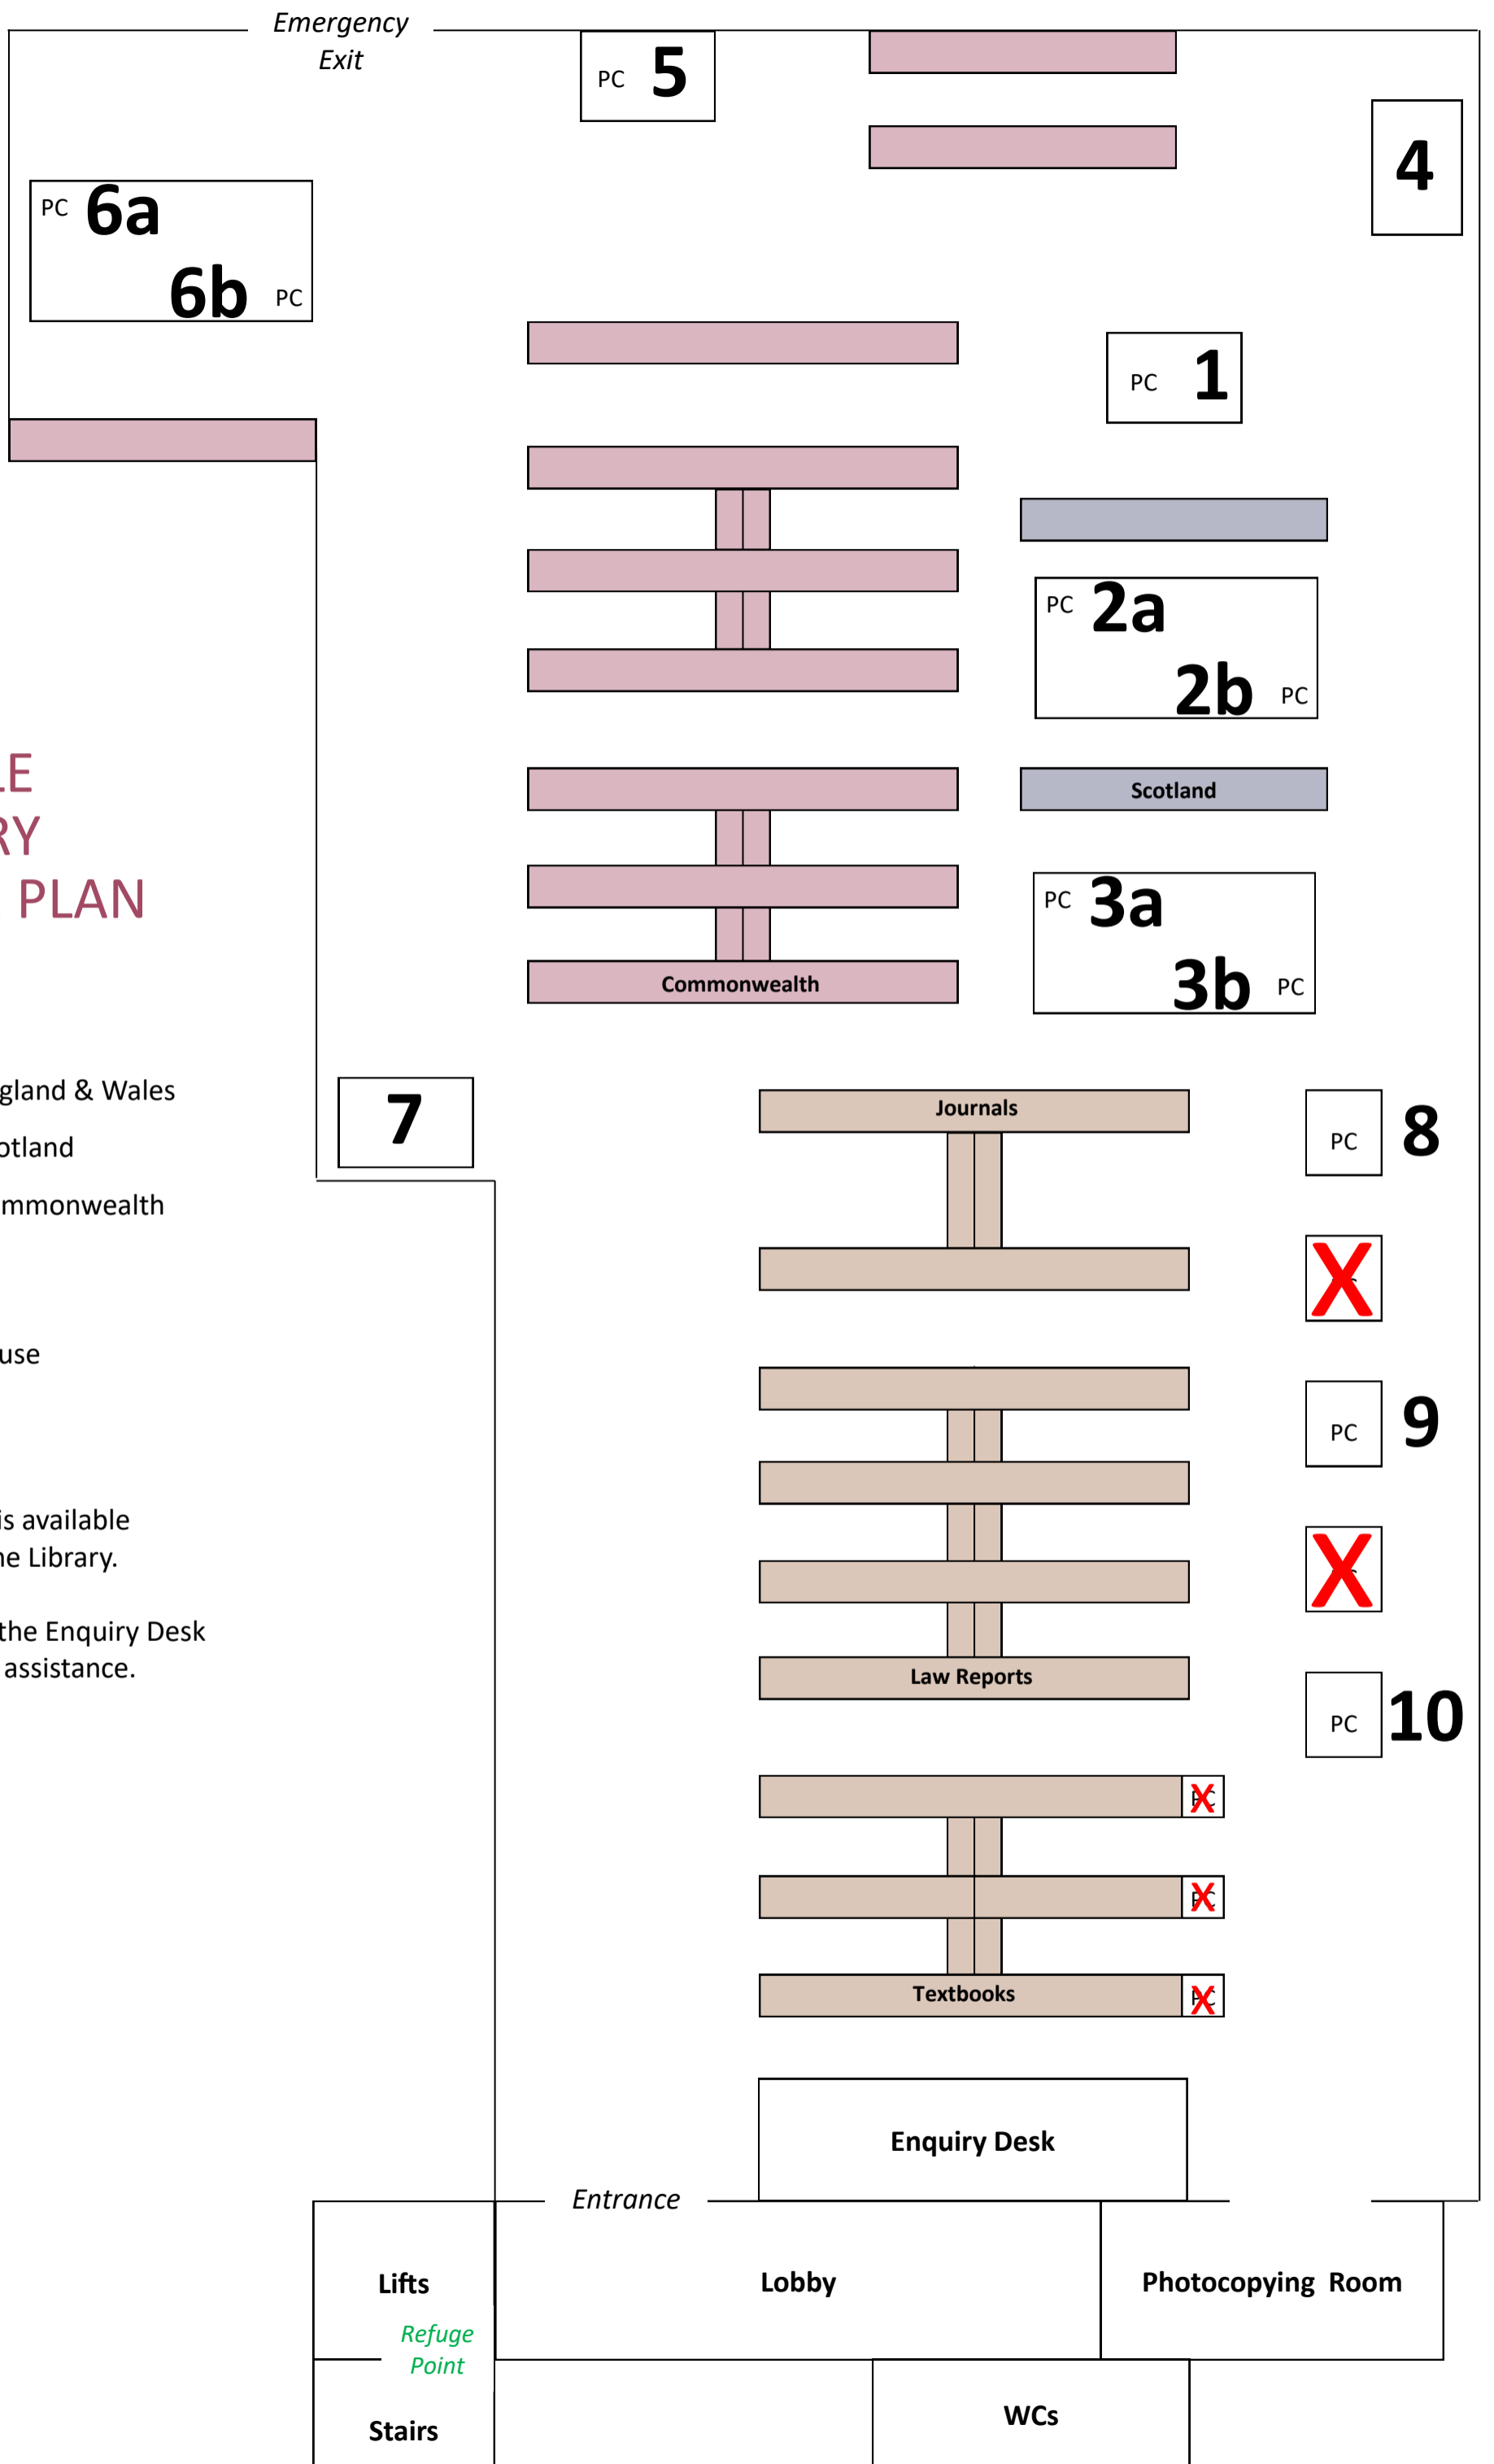 Emergency
Exit
PC 5
4
PC 6a
6b PC
PC 1
PC 2a
2b PC
LE
RY
PLAN
Scotland
PC 3a
3b PC
Commonwealth
gland & Wales
otland
mmonwealth
7
Journals
PC 8
X
use
PC 9
is available
he Library.
X
the Enquiry Desk
assistance.
Law Reports
PC 10
X
X
Textbooks X
Enquiry Desk
Entrance
Lifts
Lobby
Photocopying Room
Refuge
Point
Stairs
WCs